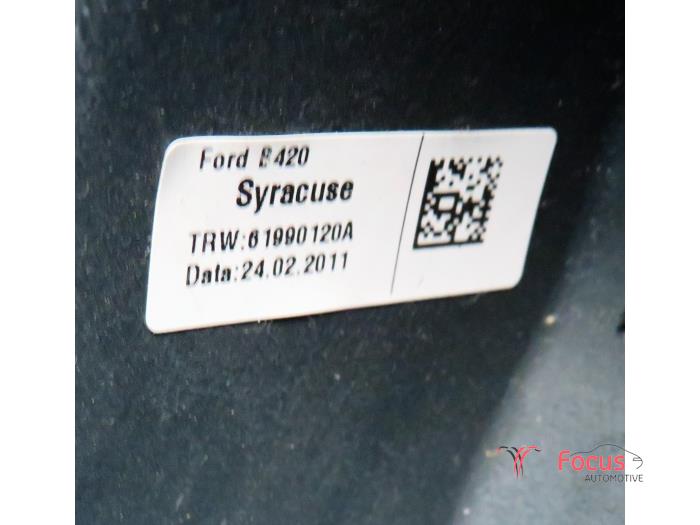 Ford B420
Syracuse
TRW:61990120A
Data:24.02.2011
Focus
AUTOMOTIVE